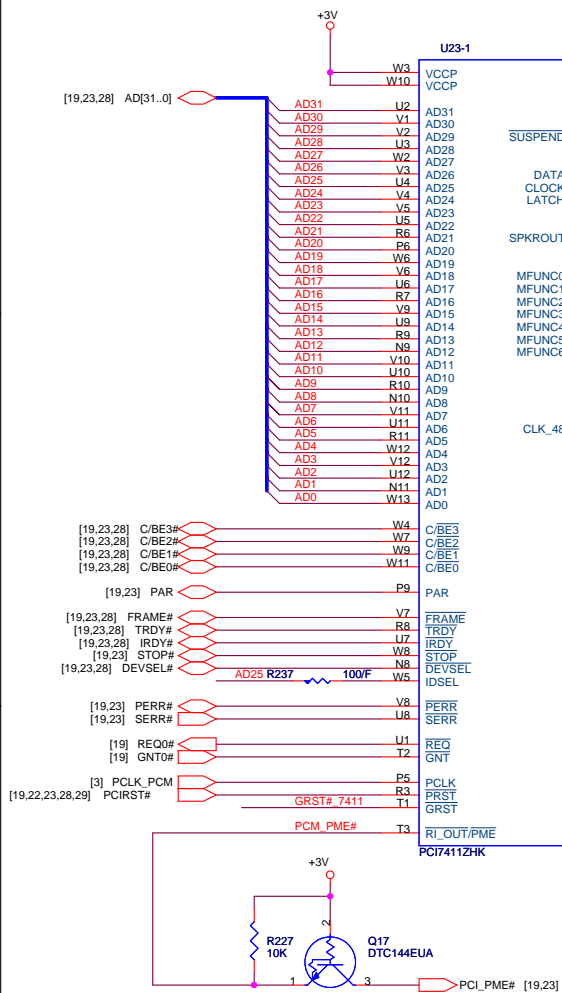 +3V
U23-1
W3 VCCP
W10 VCCP
[19,23,28] AD[31..0]
AD31 U2 AD31
AD30 V1 AD30
AD29 V2 AD29 SUSPEND
AD28 U3 AD28
AD27 W2 AD27
AD26 V3 AD26 DATA
AD25 U4 AD25 CLOCK
AD24 V4 AD24 LATCH
AD23 V5 AD23
AD22 U5 AD22
AD21 R6 AD21 SPKROUT
AD20 P6 AD20
AD19 W6 AD19
AD18 V6 AD18 MFUNC0
AD17 U6 AD17 MFUNC1
AD16 R7 AD16 MFUNC2
AD15 V9 AD15 MFUNC3
AD14 U9 AD14 MFUNC4
AD13 R9 AD13 MFUNC5
AD12 N9 AD12 MFUNC6
AD11 V10 AD11
AD10 U10 AD10
AD9 R10 AD9
AD8 N10 AD8
AD7 V11 AD7
AD6 U11 AD6 CLK_48
AD5 R11 AD5
AD4 W12 AD4
AD3 V12 AD3
AD2 U12 AD2
AD1 N11 AD1
AD0 W13 AD0
[19,23,28] C/BE3# W4 C/BE3
[19,23,28] C/BE2# W7 C/BE2
[19,23,28] C/BE1# W9 C/BE1
[19,23,28] C/BE0# W11 C/BE0
[19,23] PAR P9 PAR
[19,23,28] FRAME# V7 FRAME
[19,23,28] TRDY# R8 TRDY
[19,23,28] IRDY# U7 IRDY
[19,23] STOP# W8 STOP
[19,23,28] DEVSEL# N8 DEVSEL
AD25 R237 100/F W5 IDSEL
[19,23] PERR# V8 PERR
[19,23] SERR# U8 SERR
[19] REQ0# U1 REQ
[19] GNT0# T2 GNT
[3] PCLK_PCM P5 PCLK
[19,22,23,28,29] PCIRST# R3 PRST
GRST#_7411 T1 GRST
PCM_PME# T3 RI_OUT/PME
PCI7411ZHK
+3V
2
R227
10K
Q17
DTC144EUA
1
3
PCI_PME# [19,23]